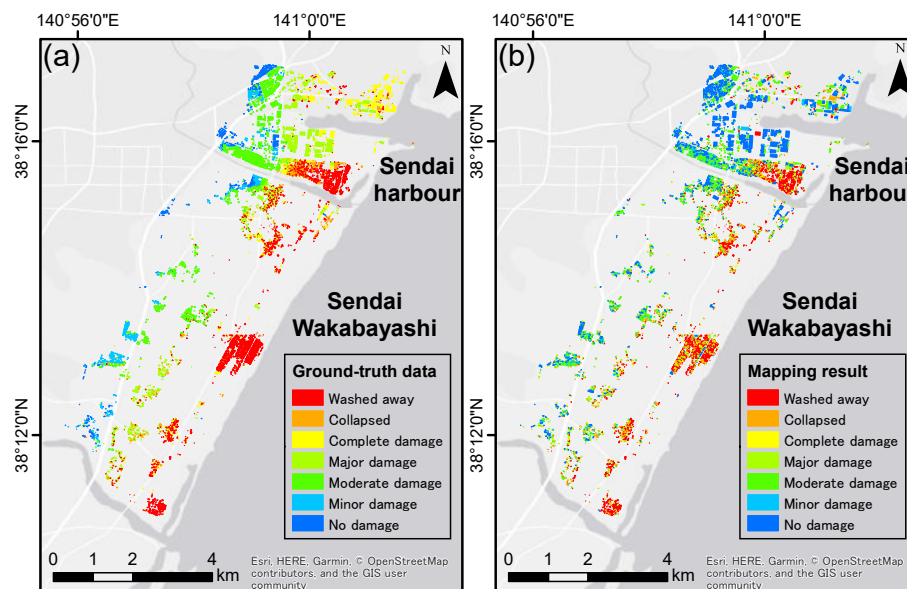 140°56'0"E
141°0'0"E
140°56'0"E
141°0'0"E
(a)
N
(b)
N
38°16'0"N
38°16'0"N
Sendai
harbour
Sendai
harbour
Sendai
Wakabayashi
Sendai
Wakabayashi
Ground-truth data
Washed away
Collapsed
Complete damage
Major damage
Moderate damage
Minor damage
No damage
Mapping result
Washed away
Collapsed
Complete damage
Major damage
Moderate damage
Minor damage
No damage
38°12'0"N
38°12'0"N
0 1 2 4
km
Esri, HERE, Garmin, © OpenStreetMap
contributors, and the GIS user
community
0 1 2 4
km
Esri, HERE, Garmin, © OpenStreetMap
contributors, and the GIS user
community